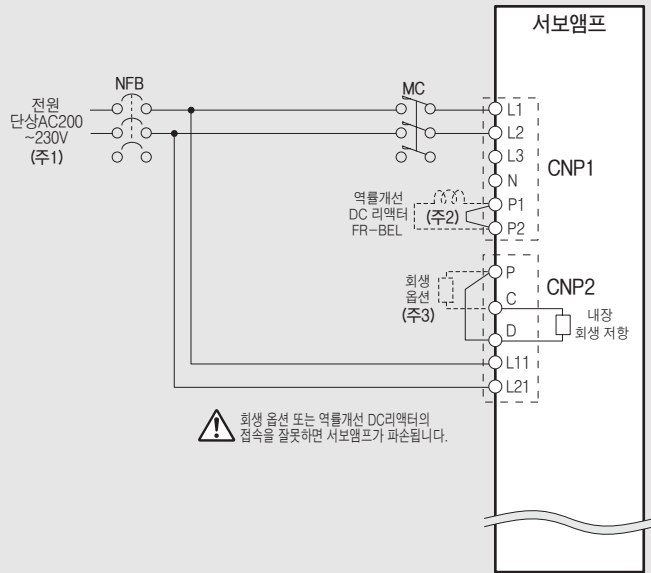 서보앰프
NFB
MC
전원
단상AC200
~230V
(주1)
L1
L2
L3
N
CNP1
역률개선
DC 리액터
FR-BEL
(주2)
P1
P2
P
CNP2
회생
옵션
(주3)
C
D
내장
회생 저항
L11
L21
회생 옵션 또는 역률개선 DC리액터의
접속을 잘못하면 서보앰프가 파손됩니다.